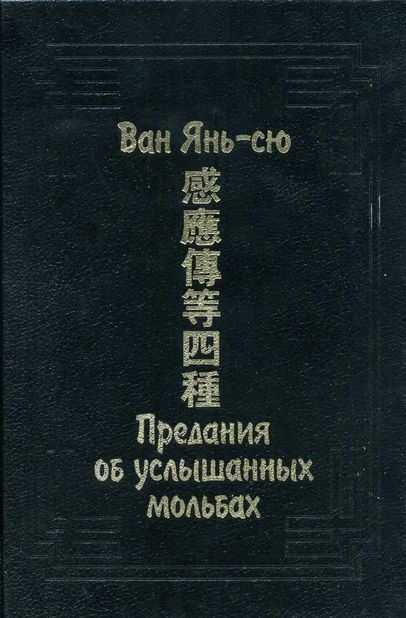 Ван Янь-сю
感應傳等四種
Предания
об услышанных
мольбах